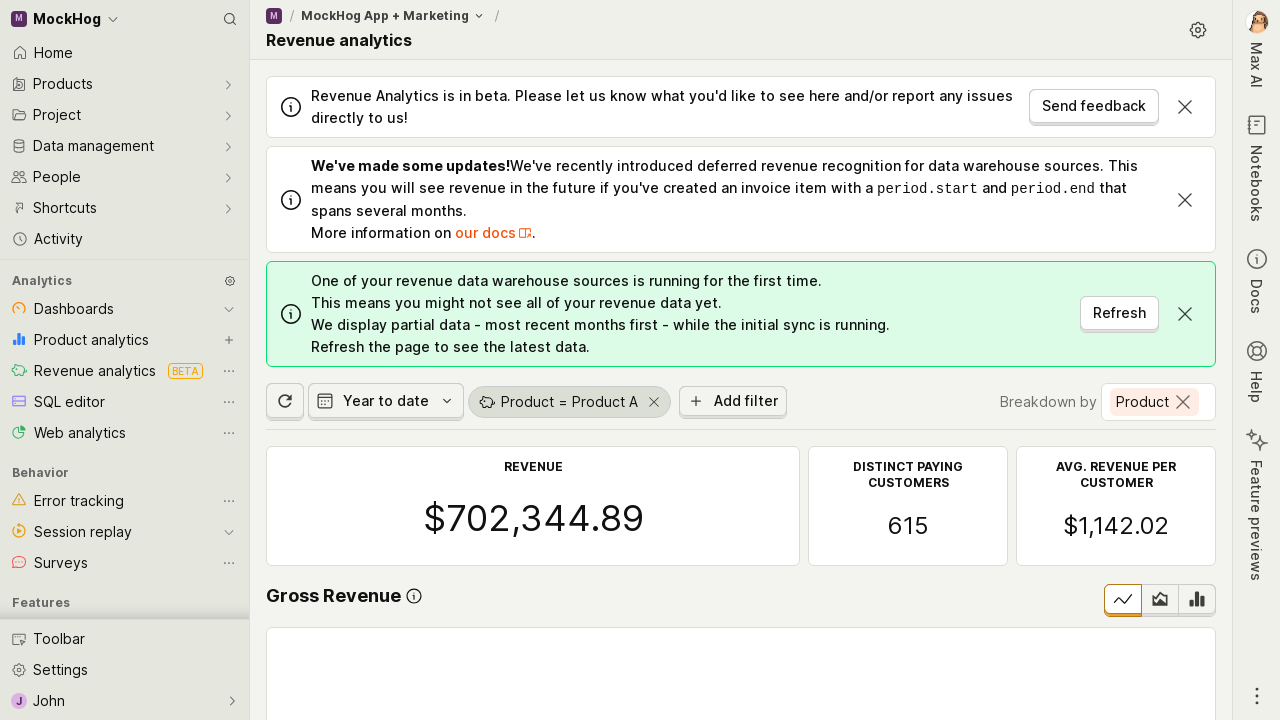 M MockHog
Home
Products
Project
Data management
People
Shortcuts
Activity
Analytics
Dashboards
Product analytics
Revenue analytics BETA
SQL editor
Web analytics
Behavior
Error tracking
Session replay
Surveys
Features
Toolbar
Settings
J John
M / MockHog App + Marketing /
Revenue analytics
Revenue Analytics is in beta. Please let us know what you'd like to see here and/or report any issues
directly to us!
Send feedback
We've made some updates!We've recently introduced deferred revenue recognition for data warehouse sources. This
means you will see revenue in the future if you've created an invoice item with a period.start and period.end that
spans several months.
More information on our docs.
One of your revenue data warehouse sources is running for the first time.
This means you might not see all of your revenue data yet.
We display partial data - most recent months first - while the initial sync is running.
Refresh the page to see the latest data.
Refresh
Year to date
Product = Product A
Add filter
Breakdown by Product
REVENUE
$702,344.89
DISTINCT PAYING
CUSTOMERS
615
AVG. REVENUE PER
CUSTOMER
$1,142.02
Gross Revenue
Max AI
Notebooks
Docs
Help
Feature previews